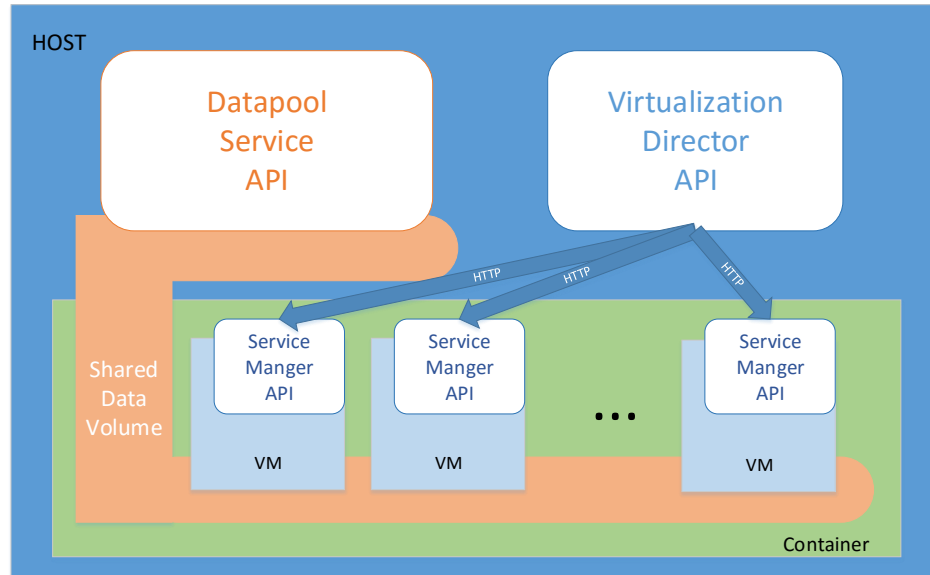 HOST
Datapool
Service
API
Virtualization
Director
API
HTTP
HTTP
HTTP
Shared
Data
Volume
Service
Manger
API
VM
Service
Manger
API
VM
...
Service
Manger
API
VM
Container